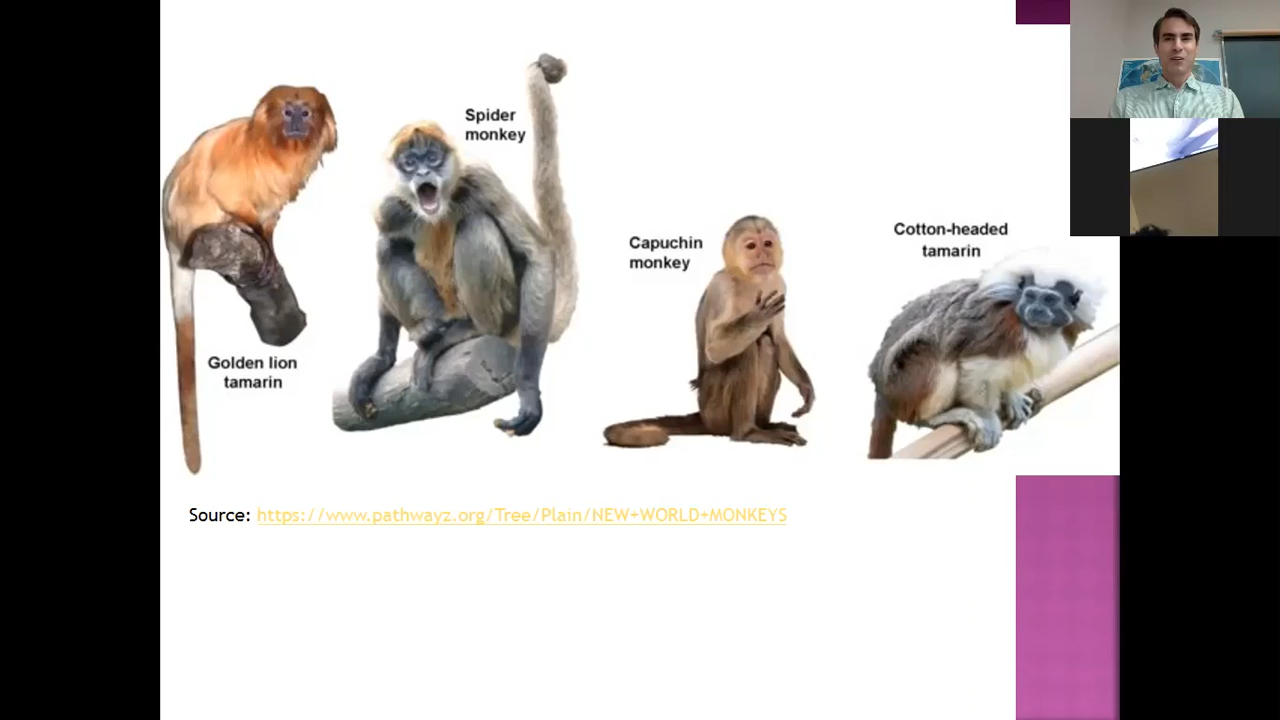 Spider
monkey
Capuchin
monkey
Cotton-headed
tamarin
Golden lion
tamarin
Source: https://www.pathwayz.org/Tree/Plain/NEW+WORLD+MONKEYS